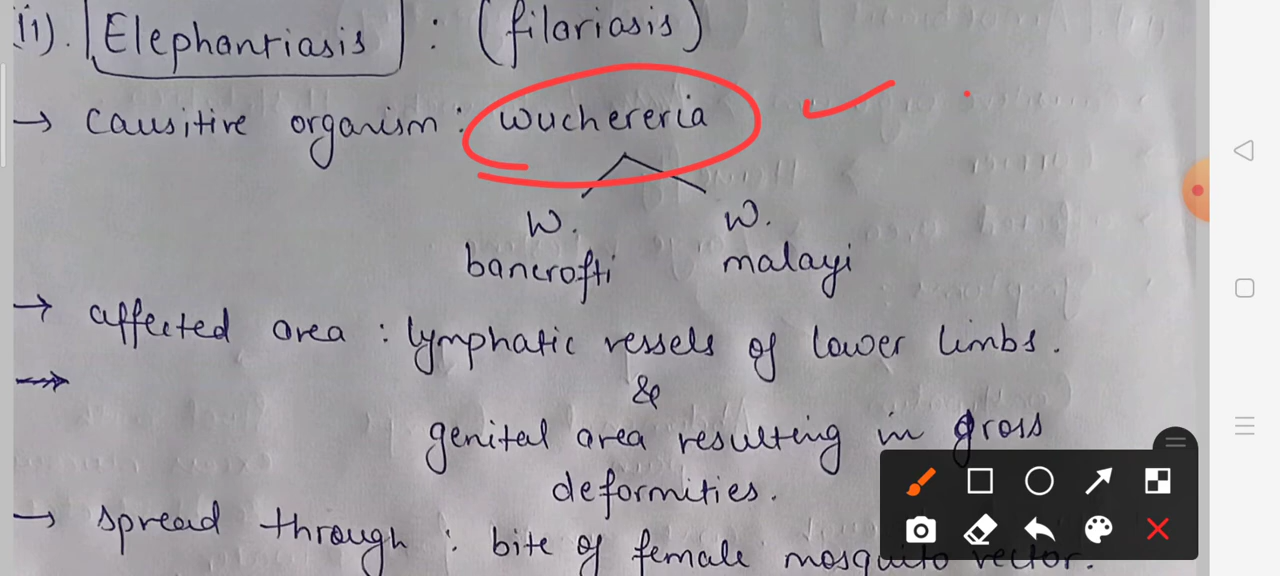 (11). Elephantiasis : (filariasis)
→ Causitive organism : Wuchereria
W. bancrofti W. malayi
→ affected area : lymphatic vessels of lower limbs.
&
genital area resulting in gross
deformities.
→ spread through : bite of female mosquito vector.